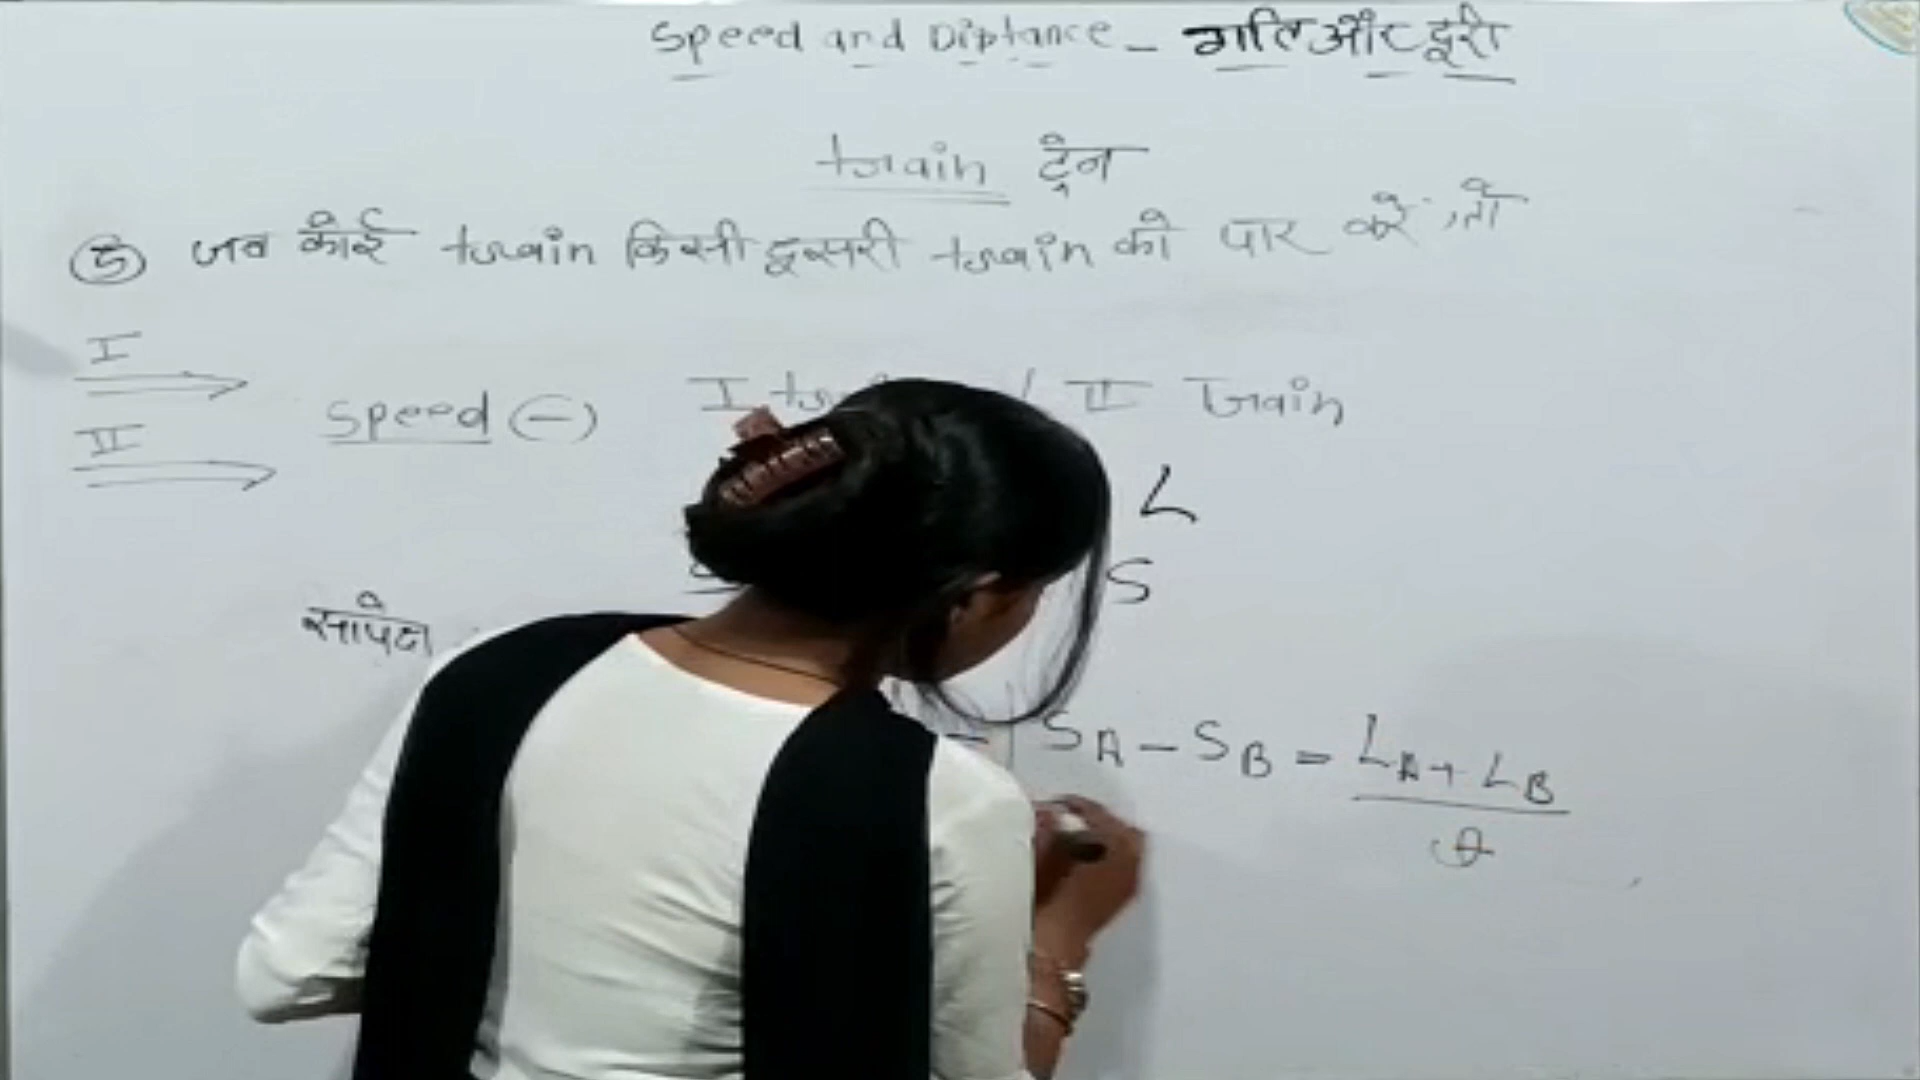 Speed and Distance - गति और दूरी
train ट्रेन
⑤ जब कोई train किसी दूसरी train को पार करें, तो
I
Speed (-) I II Train
II
L
S
सापेक्ष
SA - SB = LA + LB